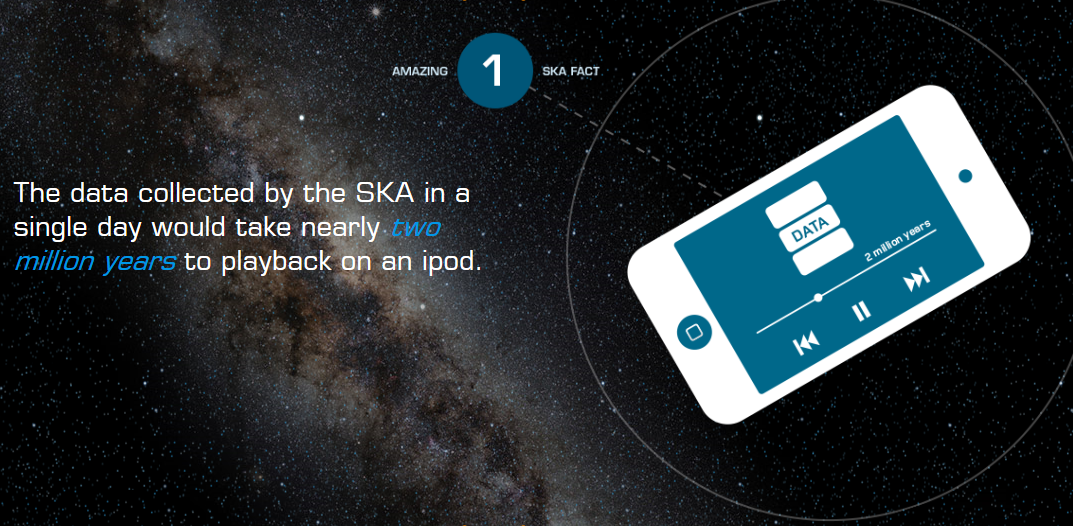 AMAZING 1 SKA FACT
The data collected by the SKA in a
single day would take nearly two
million years to playback on an ipod.
DATA
2 million years